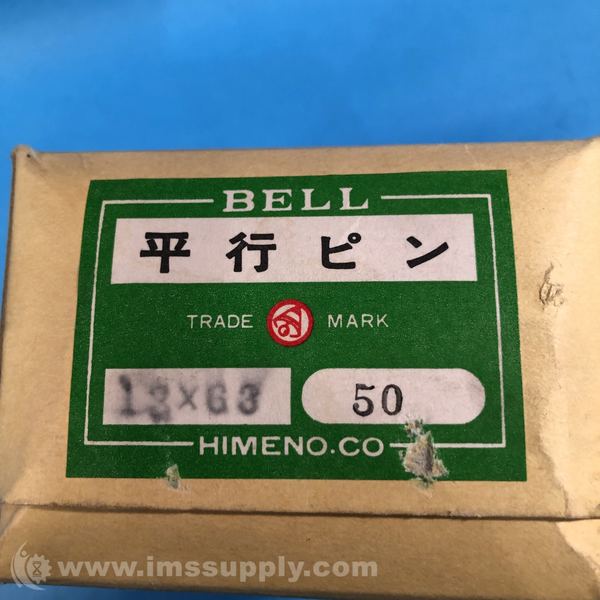 BELL
平行ピン
TRADE MARK
13×63 50
HIMENO.CO
www.imssupply.com